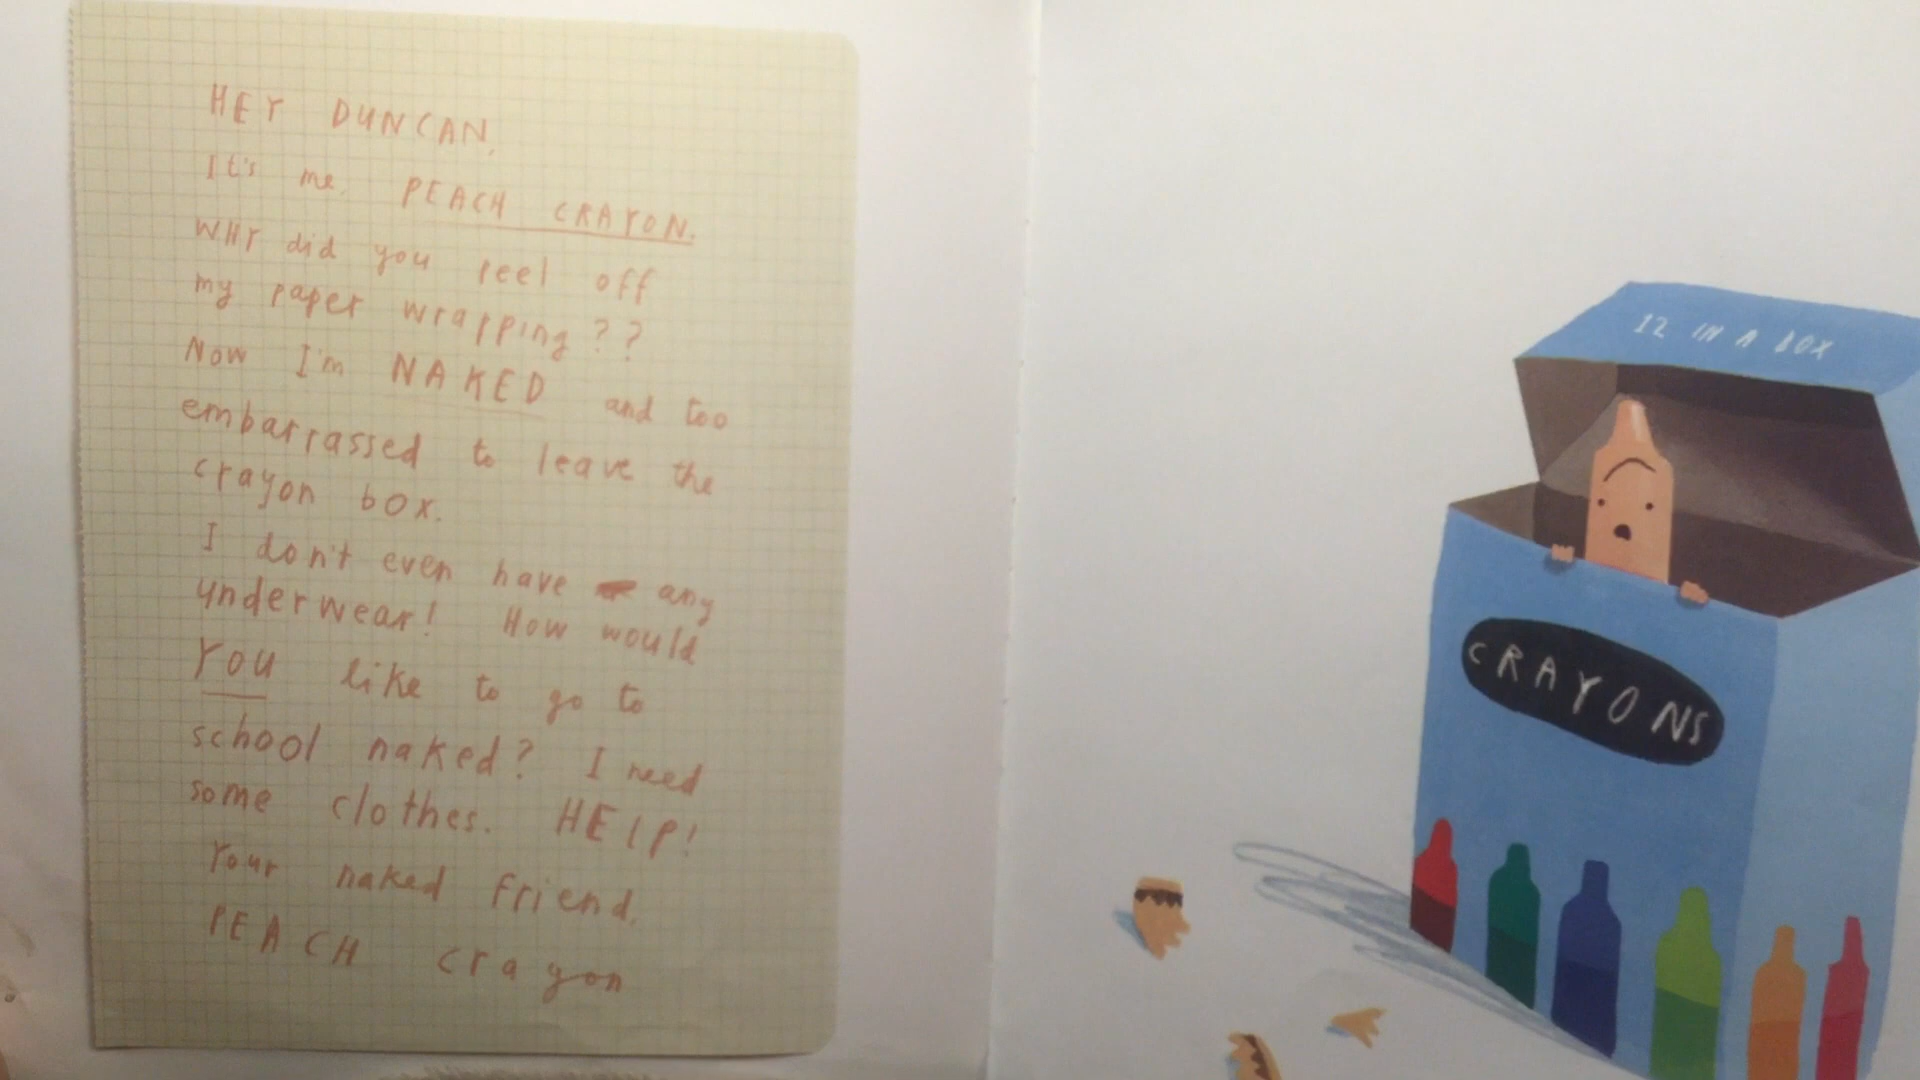 HEY DUNCAN,
It's me, PEACH CRAYON.
WHY did you peel off
my paper wrapping??
Now I'm NAKED and too
embarrassed to leave the
crayon box.
I don't even have any
underwear! How would
YOU like to go to
school naked? I need
some clothes. HELP!
Your naked friend,
PEACH crayon
12 IN A BOX
CRAYONS